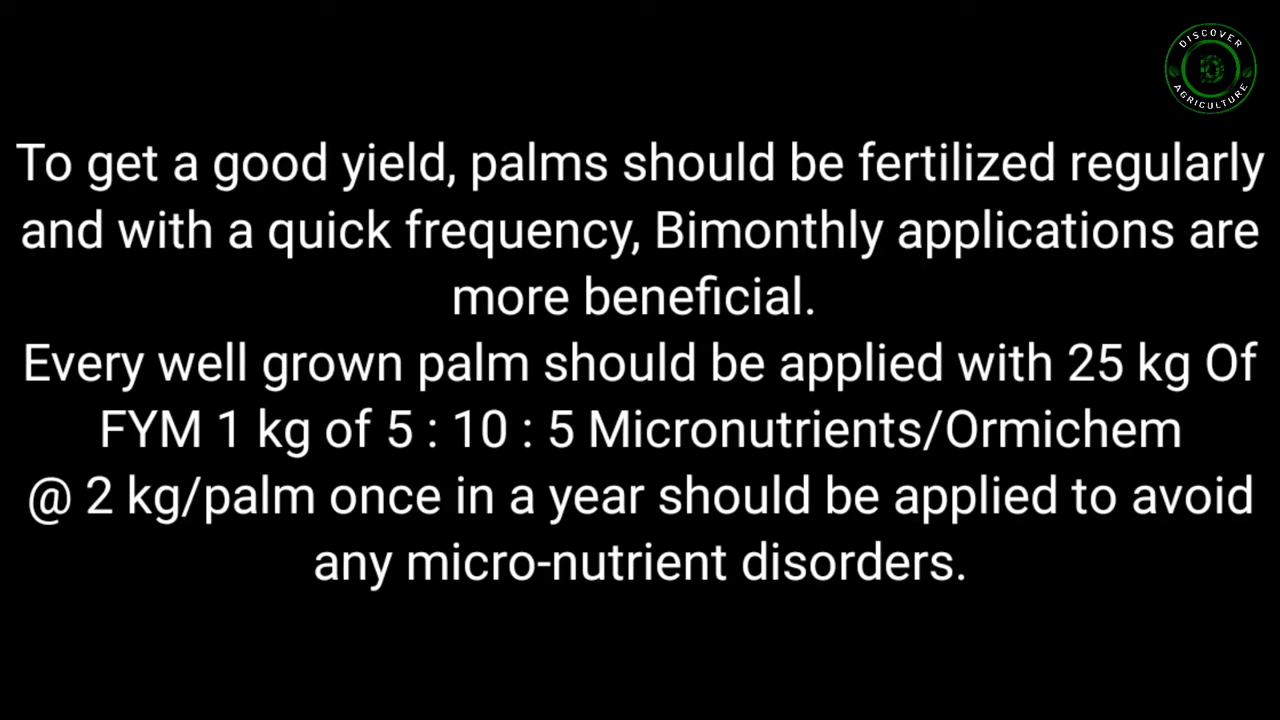 DISCOVER
D
AGRICULTURE
To get a good yield, palms should be fertilized regularly
and with a quick frequency, Bimonthly applications are
more beneficial.
Every well grown palm should be applied with 25 kg Of
FYM 1 kg of 5 : 10 : 5 Micronutrients/Ormichem
@ 2 kg/palm once in a year should be applied to avoid
any micro-nutrient disorders.